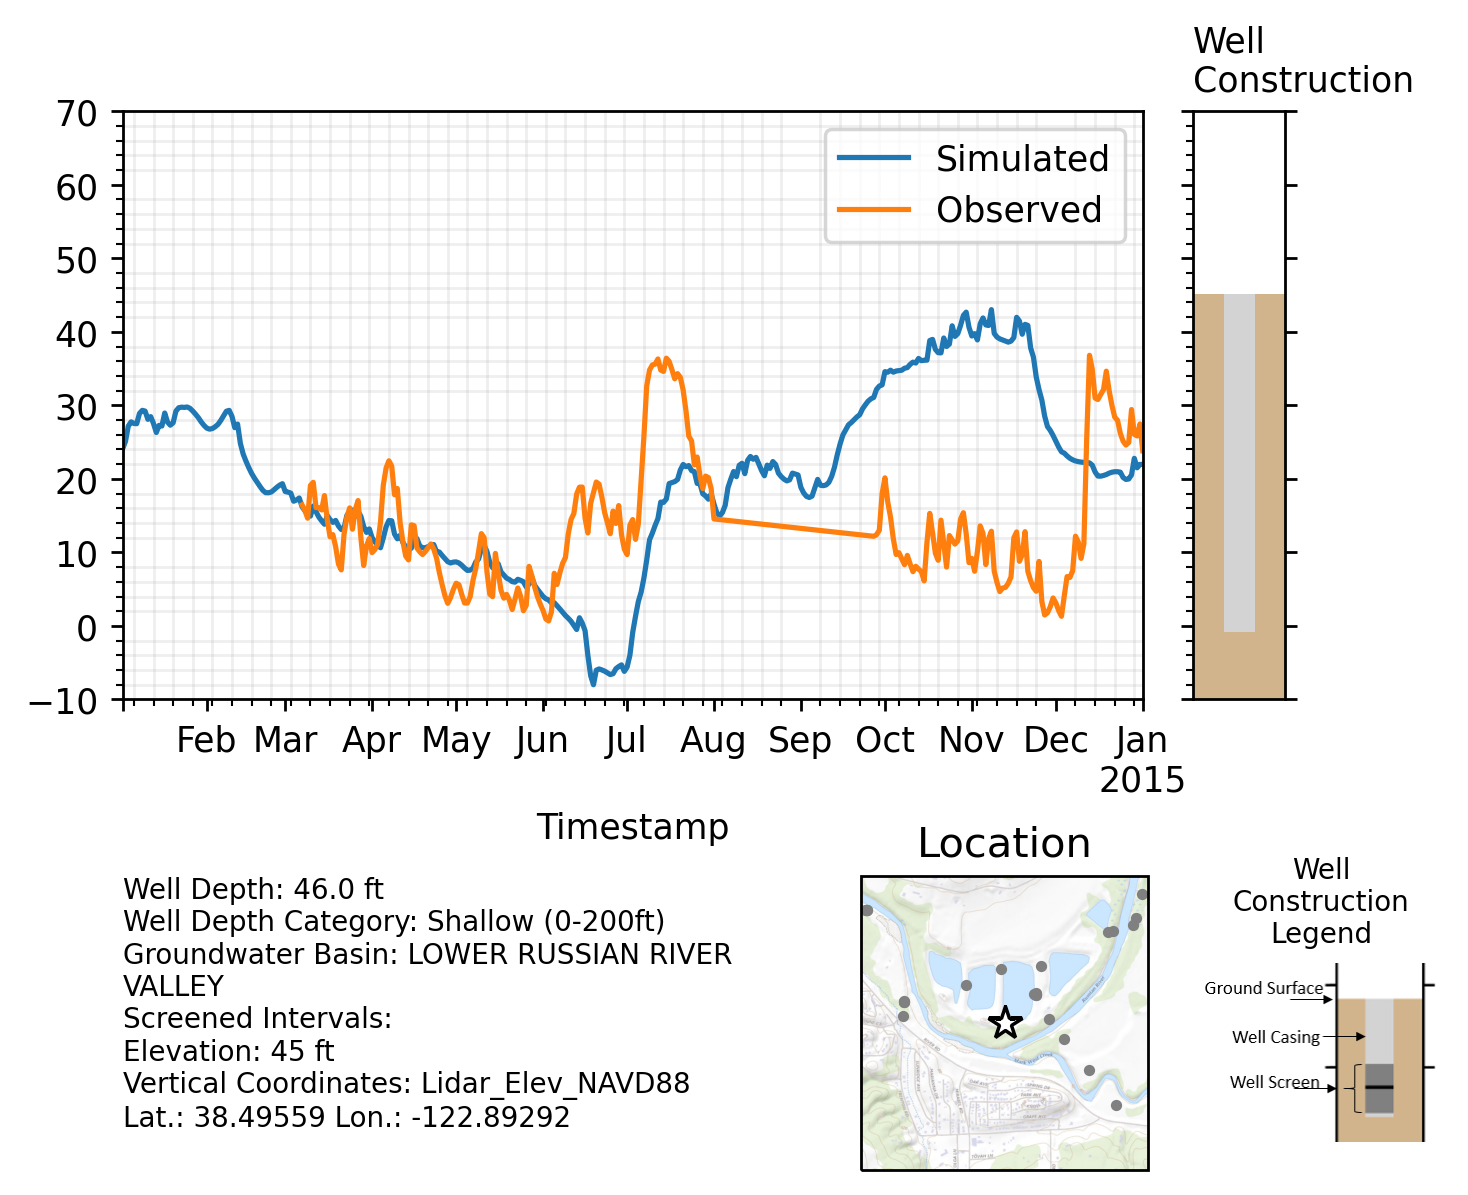 Well
Construction
70
60
50
40
30
20
10
0
−10
Simulated
Observed
Feb Mar Apr May Jun Jul Aug Sep Oct Nov Dec Jan
2015
Timestamp
Well Depth: 46.0 ft
Well Depth Category: Shallow (0-200ft)
Groundwater Basin: LOWER RUSSIAN RIVER
VALLEY
Screened Intervals:
Elevation: 45 ft
Vertical Coordinates: Lidar_Elev_NAVD88
Lat.: 38.49559 Lon.: -122.89292
Location
Well
Construction
Legend
Ground Surface
Well Casing
Well Screen